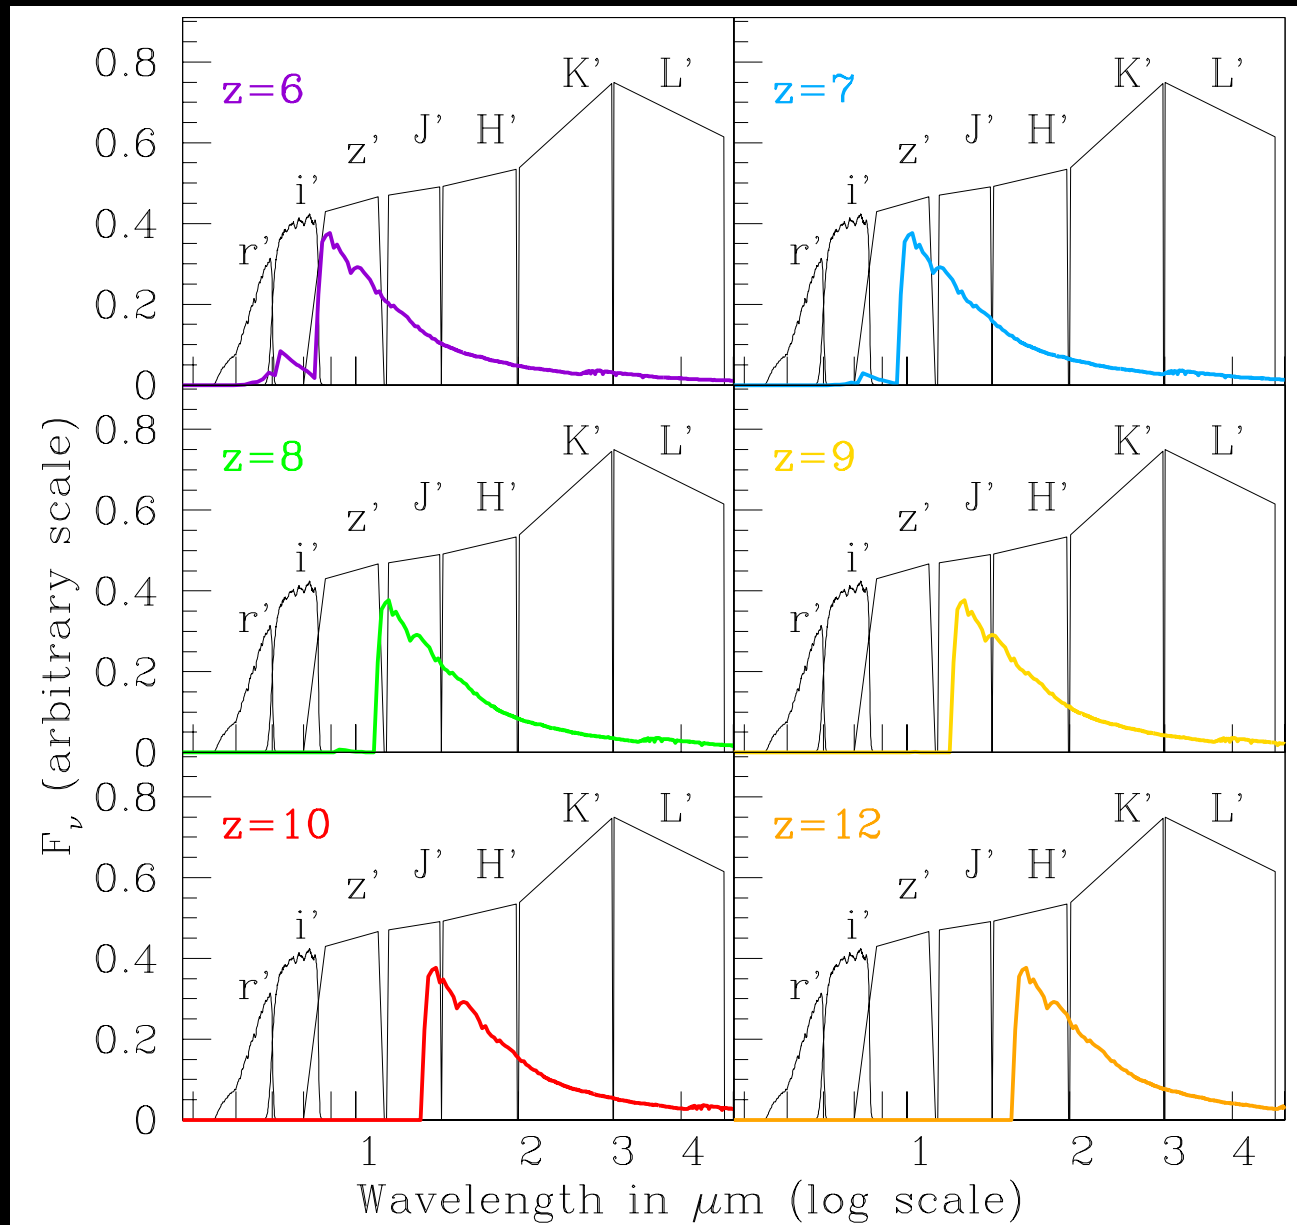 K' L' K' L'
0.8 z=6 z=7
J' H' J' H'
0.6 z' z'
i' i'
0.4
r' r'
0.2
0
K' L' K' L'
0.8 z=8 z=9
J' H' J' H'
0.6 z' z'
i' i'
0.4
r' r'
0.2
0
K' L' K' L'
0.8 z=10 z=12
J' H' J' H'
0.6 z' z'
i' i'
0.4
r' r'
0.2
0
1 2 3 4 1 2 3 4
Fν (arbitrary scale)
Wavelength in μm (log scale)